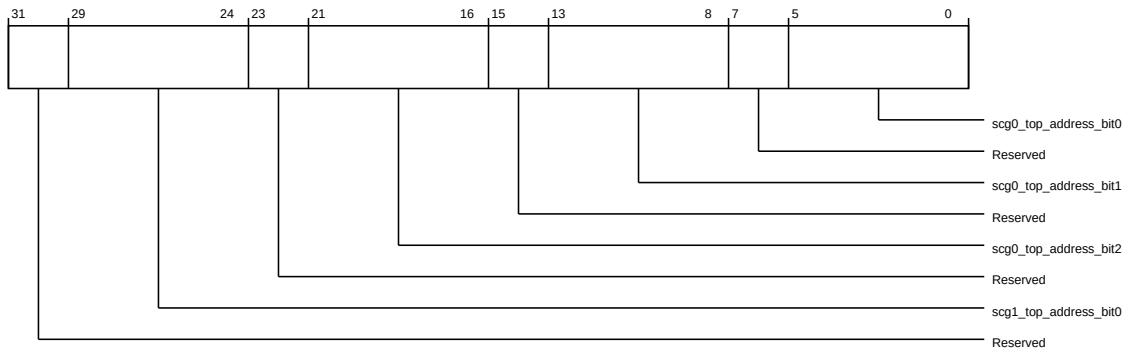 31 29 24 23 21 16 15 13 8 7 5 0
scg0_top_address_bit0
Reserved
scg0_top_address_bit1
Reserved
scg0_top_address_bit2
Reserved
scg1_top_address_bit0
Reserved